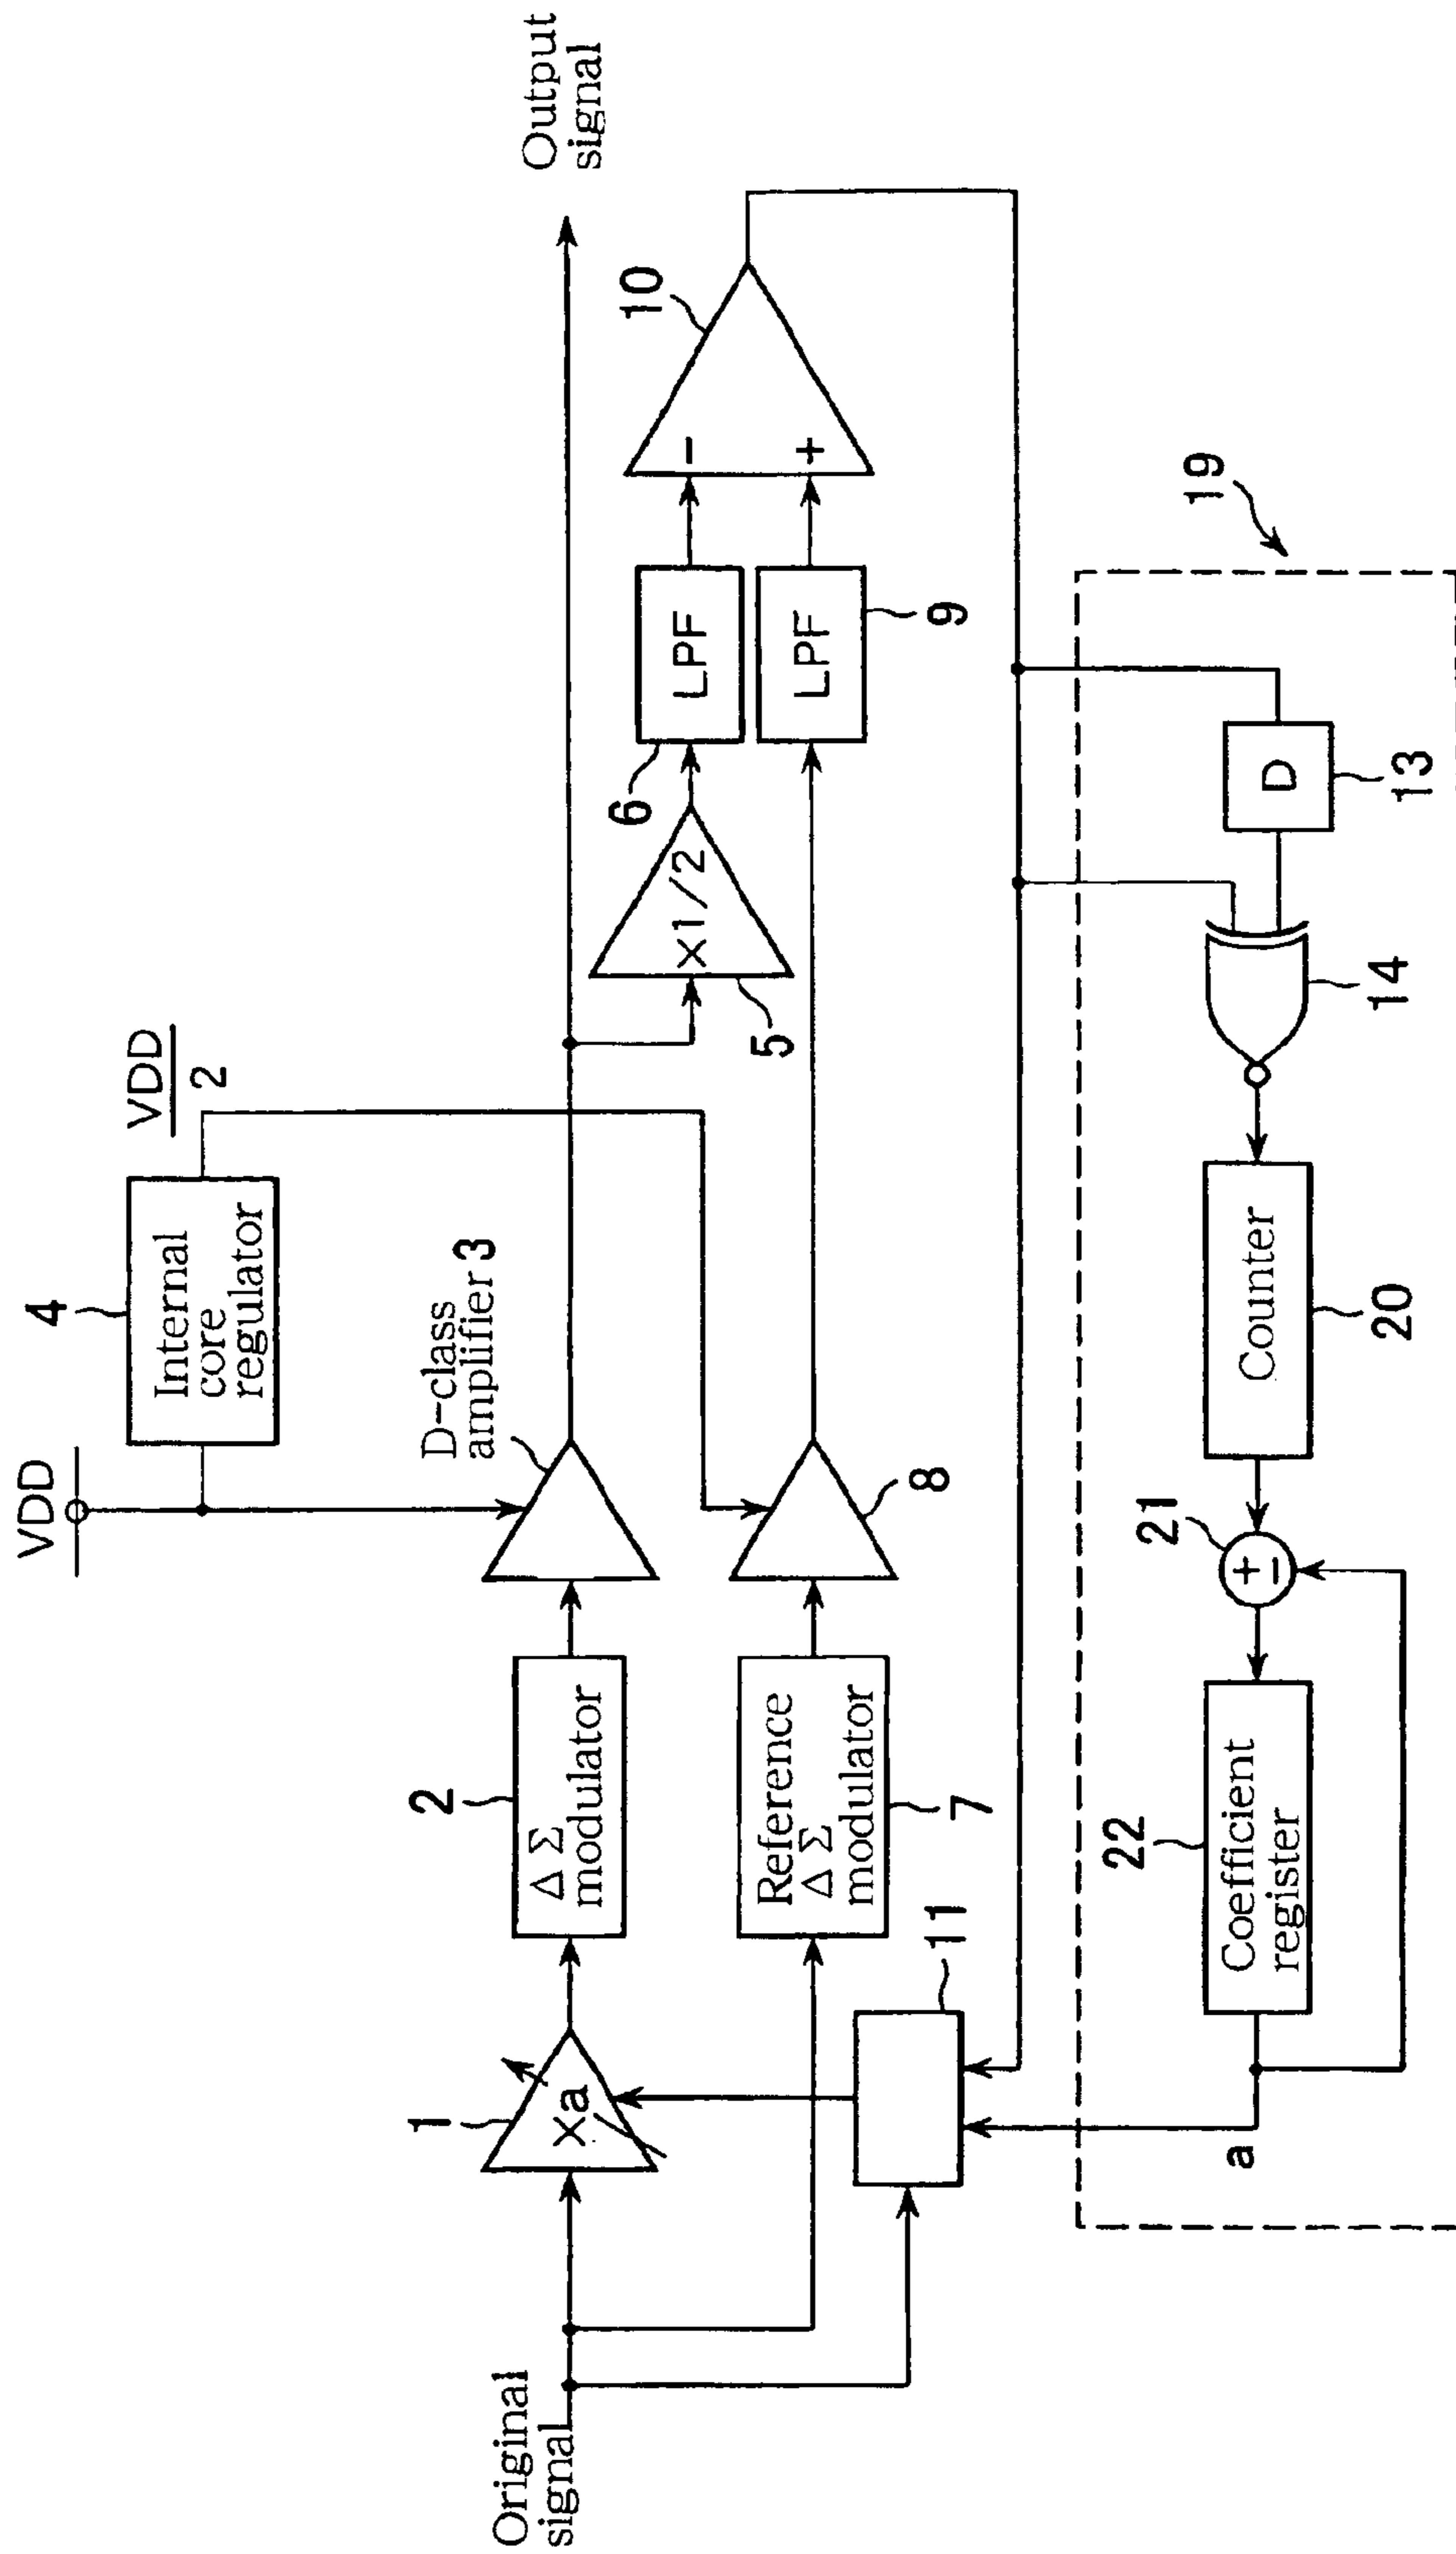 VDD
4
Internal
core
regulator
VDD
2
Original
signal
1
xa
2
ΔΣ
modulator
D-class
amplifier 3
Output
signal
5
x1/2
6
LPF
10
-
+
LPF
9
Reference
ΔΣ
modulator
7
8
11
19
a
22
Coefficient
register
21
+
-
Counter
20
14
D
13